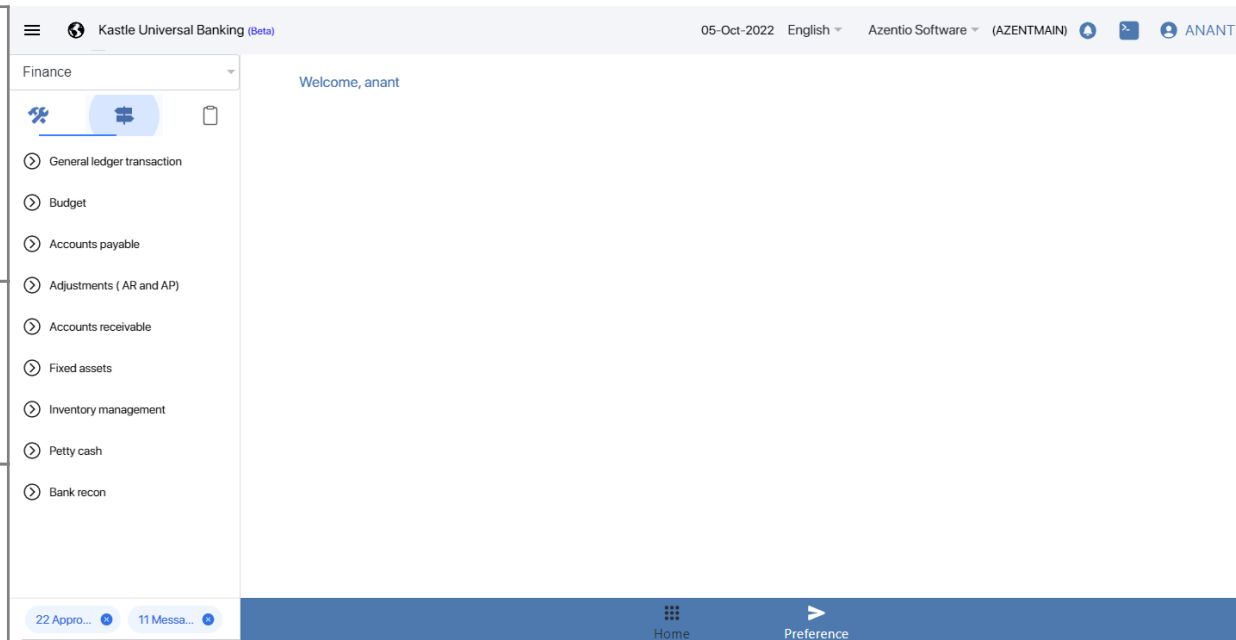 Kastle Universal Banking (Beta)
05-Oct-2022 English Azentio Software (AZENTMAIN) ANANT
Finance
Welcome, anant
General ledger transaction
Budget
Accounts payable
Adjustments ( AR and AP)
Accounts receivable
Fixed assets
Inventory management
Petty cash
Bank recon
22 Appro... 11 Messa...
Home Preference